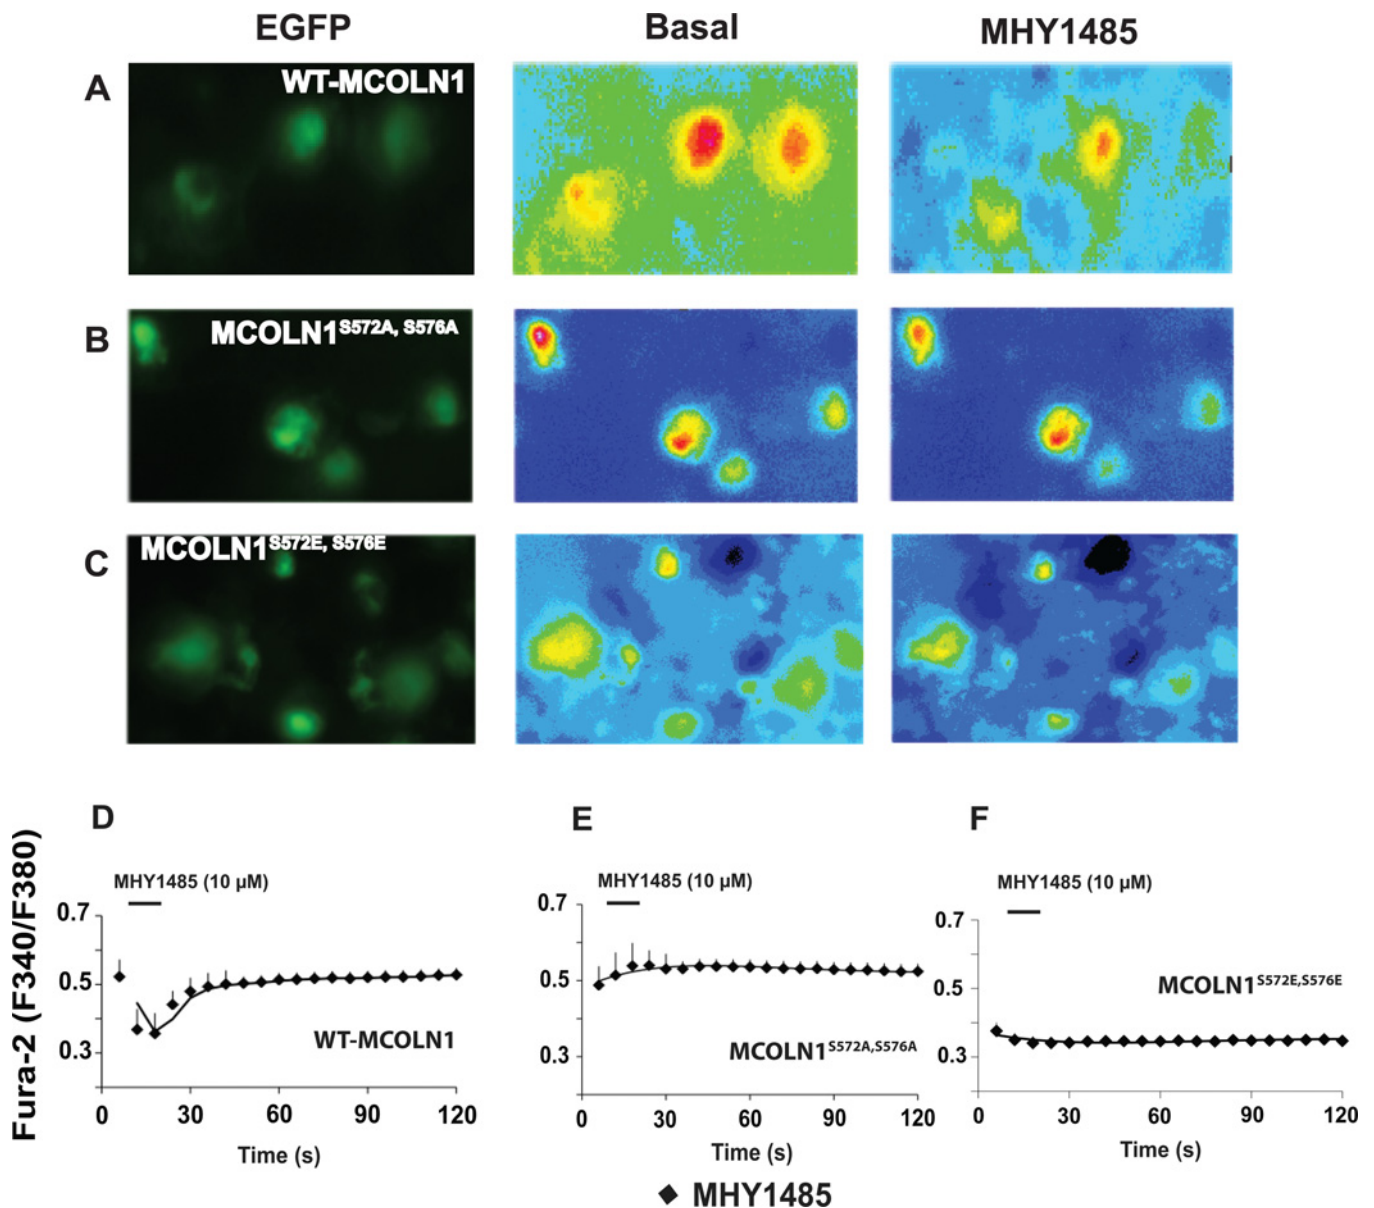 EGFP Basal MHY1485
A WT-MCOLN1
B MCOLN1S572A, S576A
C MCOLN1S572E, S576E
Fura-2 (F340/F380)
D
MHY1485 (10 µM)
0.7
0.5
0.3
WT-MCOLN1
0 30 60 90 120
Time (s)
E
MHY1485 (10 µM)
0.7
0.5
0.3
MCOLN1S572A,S576A
0 30 60 90 120
Time (s)
F
MHY1485 (10 µM)
0.7
0.5
0.3
MCOLN1S572E,S576E
0 30 60 90 120
Time (s)
MHY1485